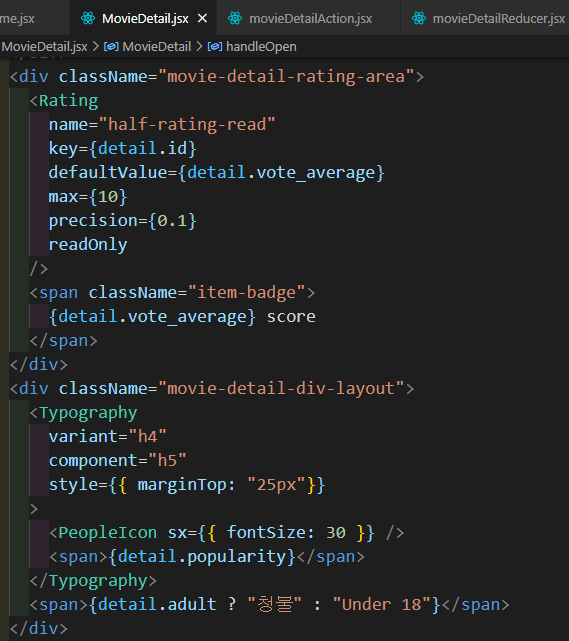 me.jsx MovieDetail.jsx × movieDetailAction.jsx movieDetailReducer.jsx
MovieDetail.jsx > MovieDetail > handleOpen
<div className="movie-detail-rating-area">
<Rating
name="half-rating-read"
key={detail.id}
defaultValue={detail.vote_average}
max={10}
precision={0.1}
readOnly
/>
<span className="item-badge">
{detail.vote_average} score
</span>
</div>
<div className="movie-detail-div-layout">
<Typography
variant="h4"
component="h5"
style={{ marginTop: "25px"}}
>
<PeopleIcon sx={{ fontSize: 30 }} />
<span>{detail.popularity}</span>
</Typography>
<span>{detail.adult ? "청불" : "Under 18"}</span>
</div>